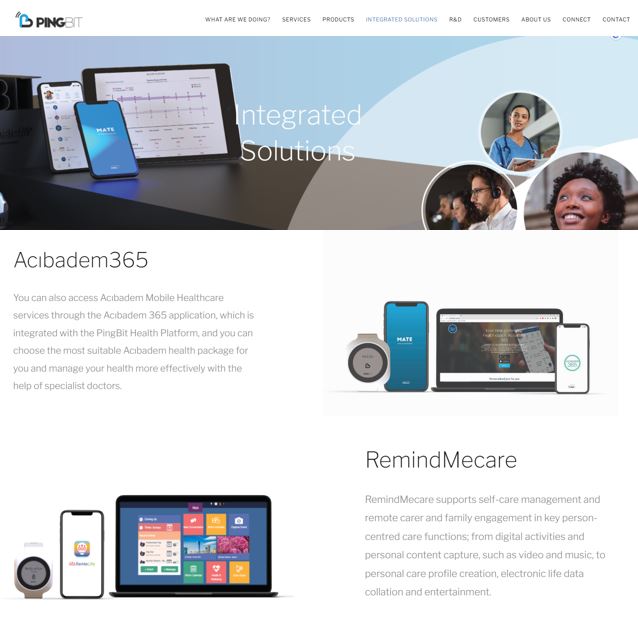 PINGBIT
WHAT ARE WE DOING? SERVICES PRODUCTS INTEGRATED SOLUTIONS R&D CUSTOMERS ABOUT US CONNECT CONTACT
MATE
Integrated
Solutions
Acıbadem365
You can also access Acıbadem Mobile Healthcare
services through the Acıbadem 365 application, which is
integrated with the PingBit Health Platform, and you can
choose the most suitable Acıbadem health package for
you and manage your health more effectively with the
help of specialist doctors.
MATE
RemindMecare
RemindMecare supports self-care management and
remote carer and family engagement in key person-
centred care functions; from digital activities and
personal content capture, such as video and music, to
personal care profile creation, electronic life data
collation and entertainment.